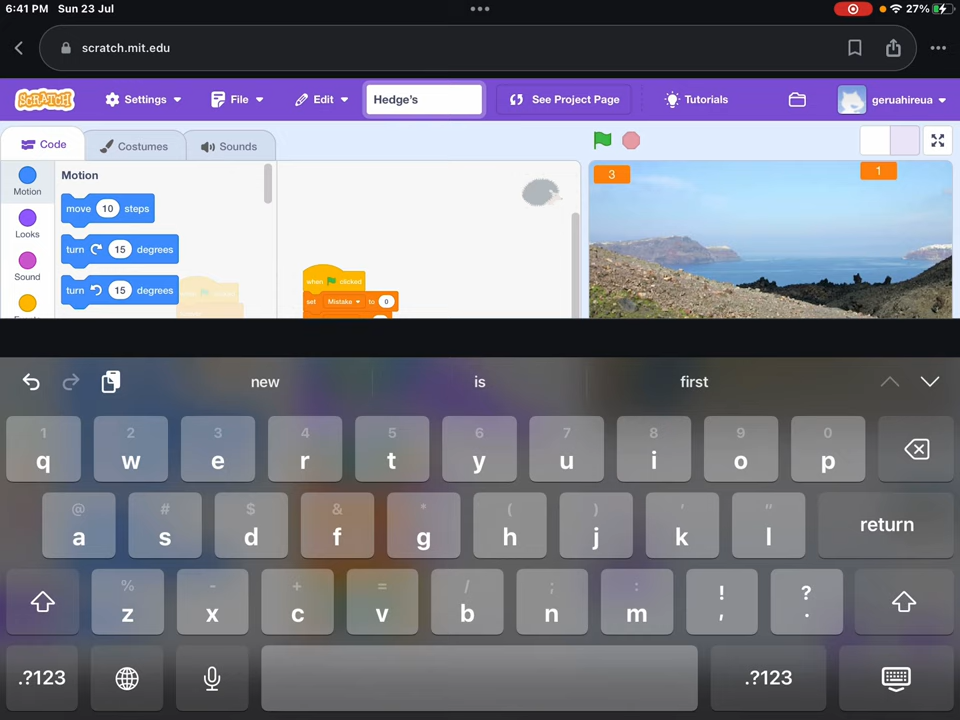 6:41 PM Sun 23 Jul
27%
scratch.mit.edu
SCRATCH
Settings
File
Edit
Hedge's
See Project Page
Tutorials
geruahireua
Code
Costumes
Sounds
Motion
Motion
move 10 steps
turn 15 degrees
turn 15 degrees
Looks
Sound
when clicked
set Mistake to 0
3
1
new is first
1 2 3 4 5 6 7 8 9 0
q w e r t y u i o p
@ # $ & * ( ) ' "
a s d f g h j k l return
% - + = / ; : ! ?
z x c v b n m , .
.?123 .?123